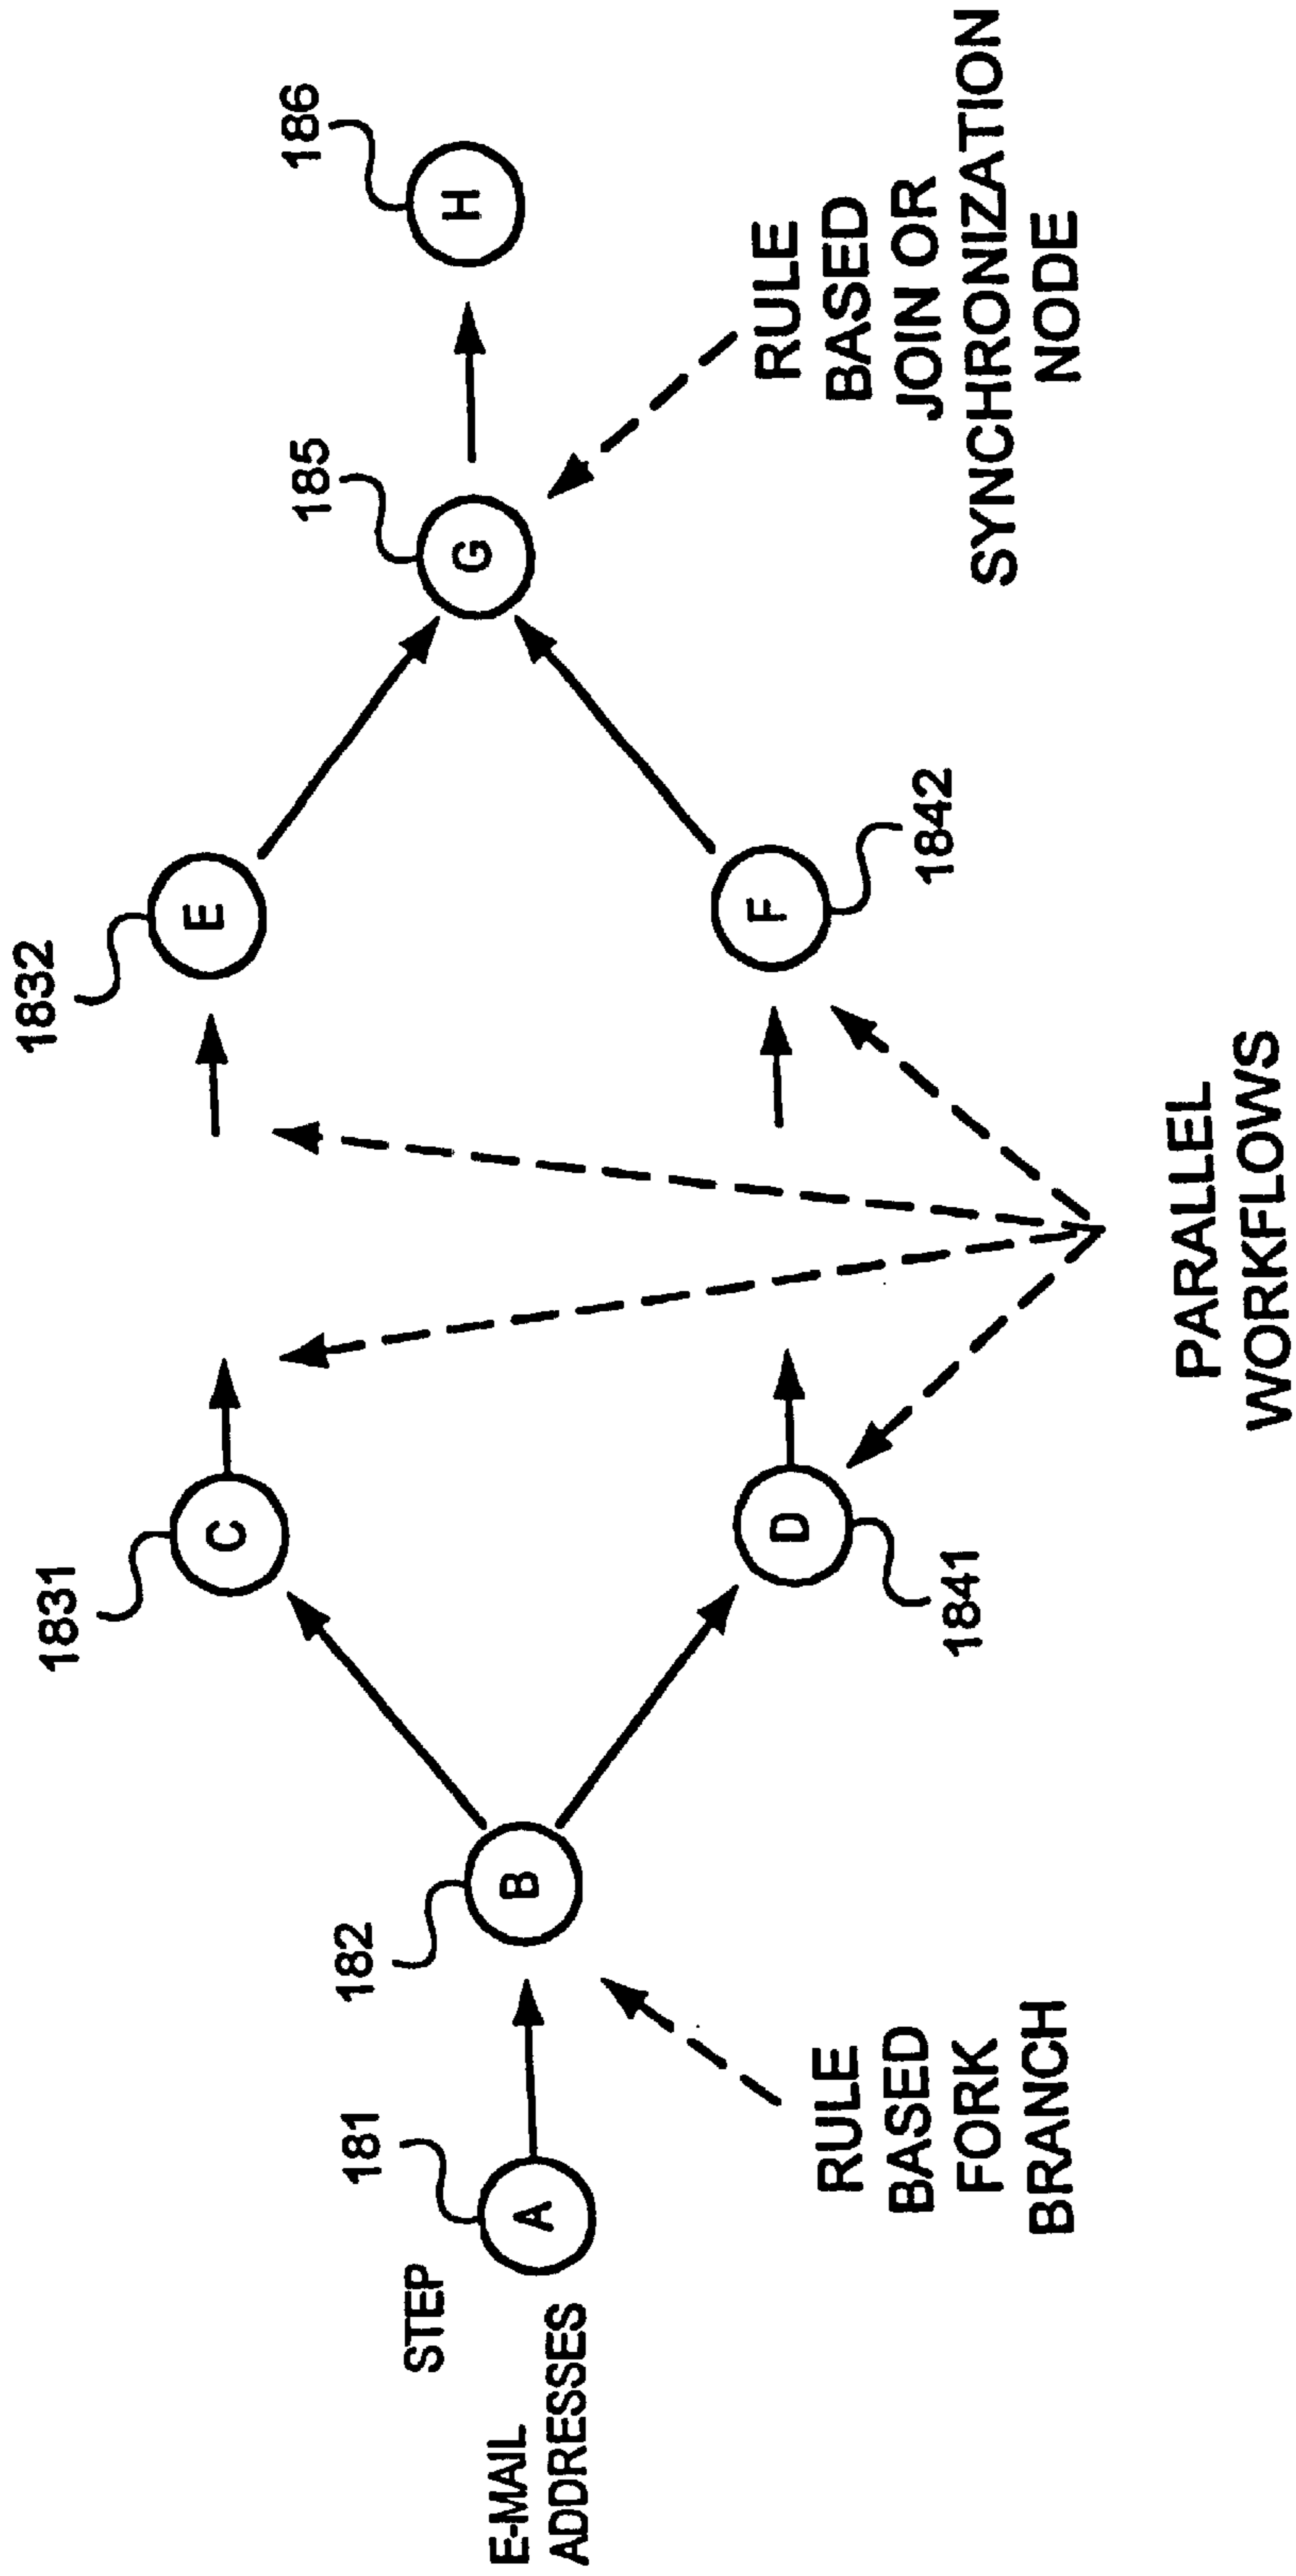 STEP
181
182
1831
1832
185
186
E-MAIL
ADDRESSES
A
B
C
E
G
H
D
F
1841
1842
RULE
BASED
FORK
BRANCH
PARALLEL
WORKFLOWS
RULE
BASED
JOIN OR
SYNCHRONIZATION
NODE